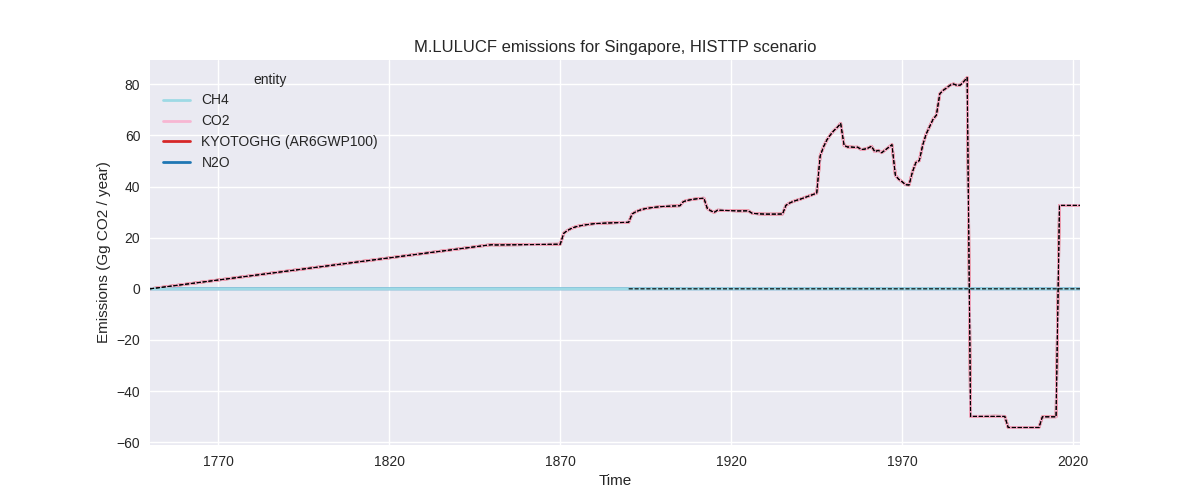 M.LULUCF emissions for Singapore, HISTTP scenario
entity
CH4
CO2
KYOTOGHG (AR6GWP100)
N2O
Emissions (Gg CO2 / year)
80
60
40
20
0
−20
−40
−60
1770
1820
1870
1920
1970
2020
Time